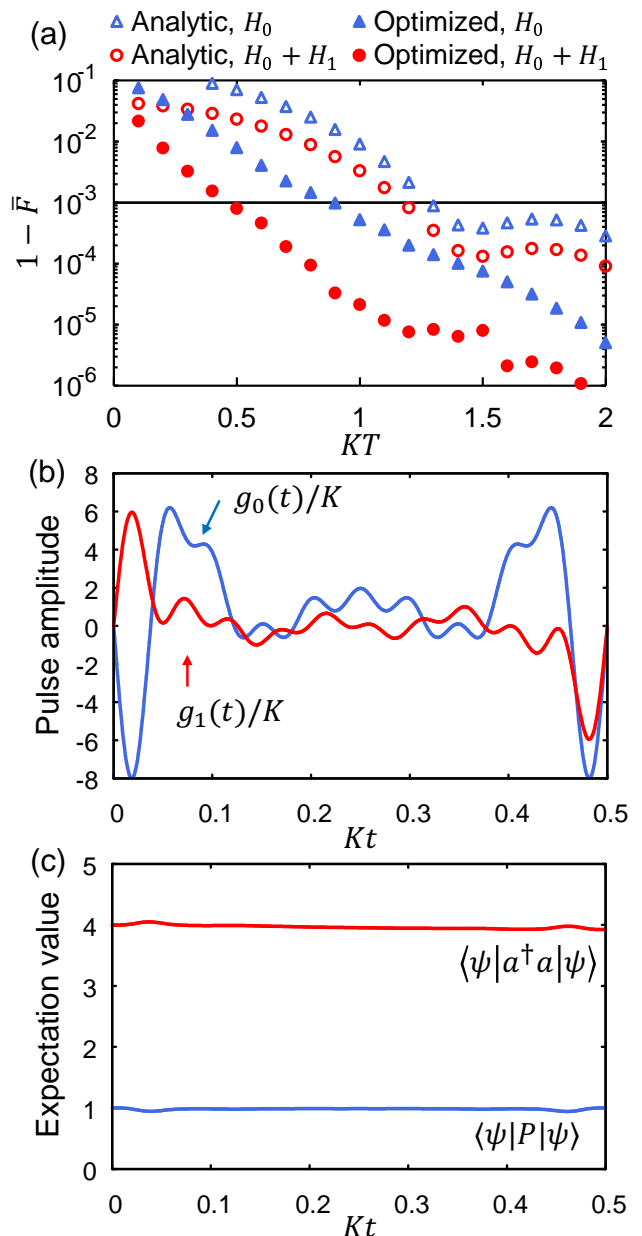 (a) △ Analytic, H₀ ▲ Optimized, H₀
○ Analytic, H₀ + H₁ ● Optimized, H₀ + H₁
10⁻¹
10⁻²
10⁻³
10⁻⁴
10⁻⁵
10⁻⁶
1 − F̄
0 0.5 1 1.5 2
KT
(b)
8
6
4
2
0
-2
-4
-6
-8
Pulse amplitude
g₀(t)/K
g₁(t)/K
0 0.1 0.2 0.3 0.4 0.5
Kt
(c)
5
4
3
2
1
0
Expectation value
⟨ψ|a†a|ψ⟩
⟨ψ|P|ψ⟩
0 0.1 0.2 0.3 0.4 0.5
Kt